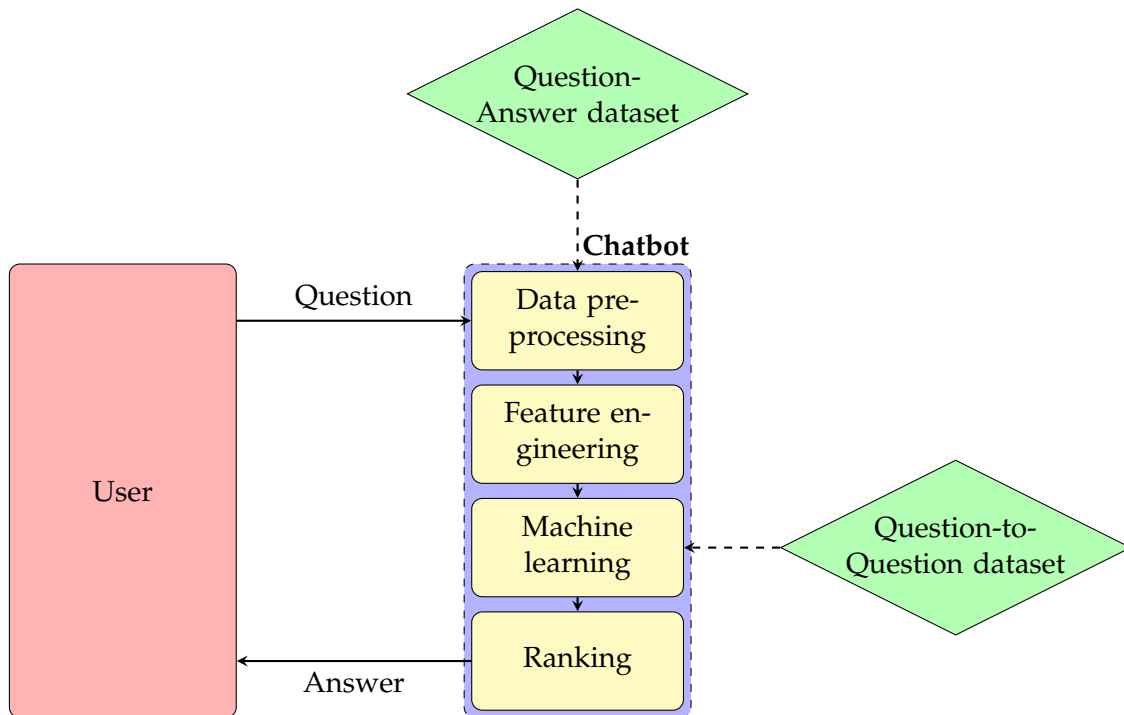 Question-
Answer dataset
Chatbot
Question
Data pre-
processing
Feature en-
gineering
User
Machine
learning
Question-to-
Question dataset
Ranking
Answer